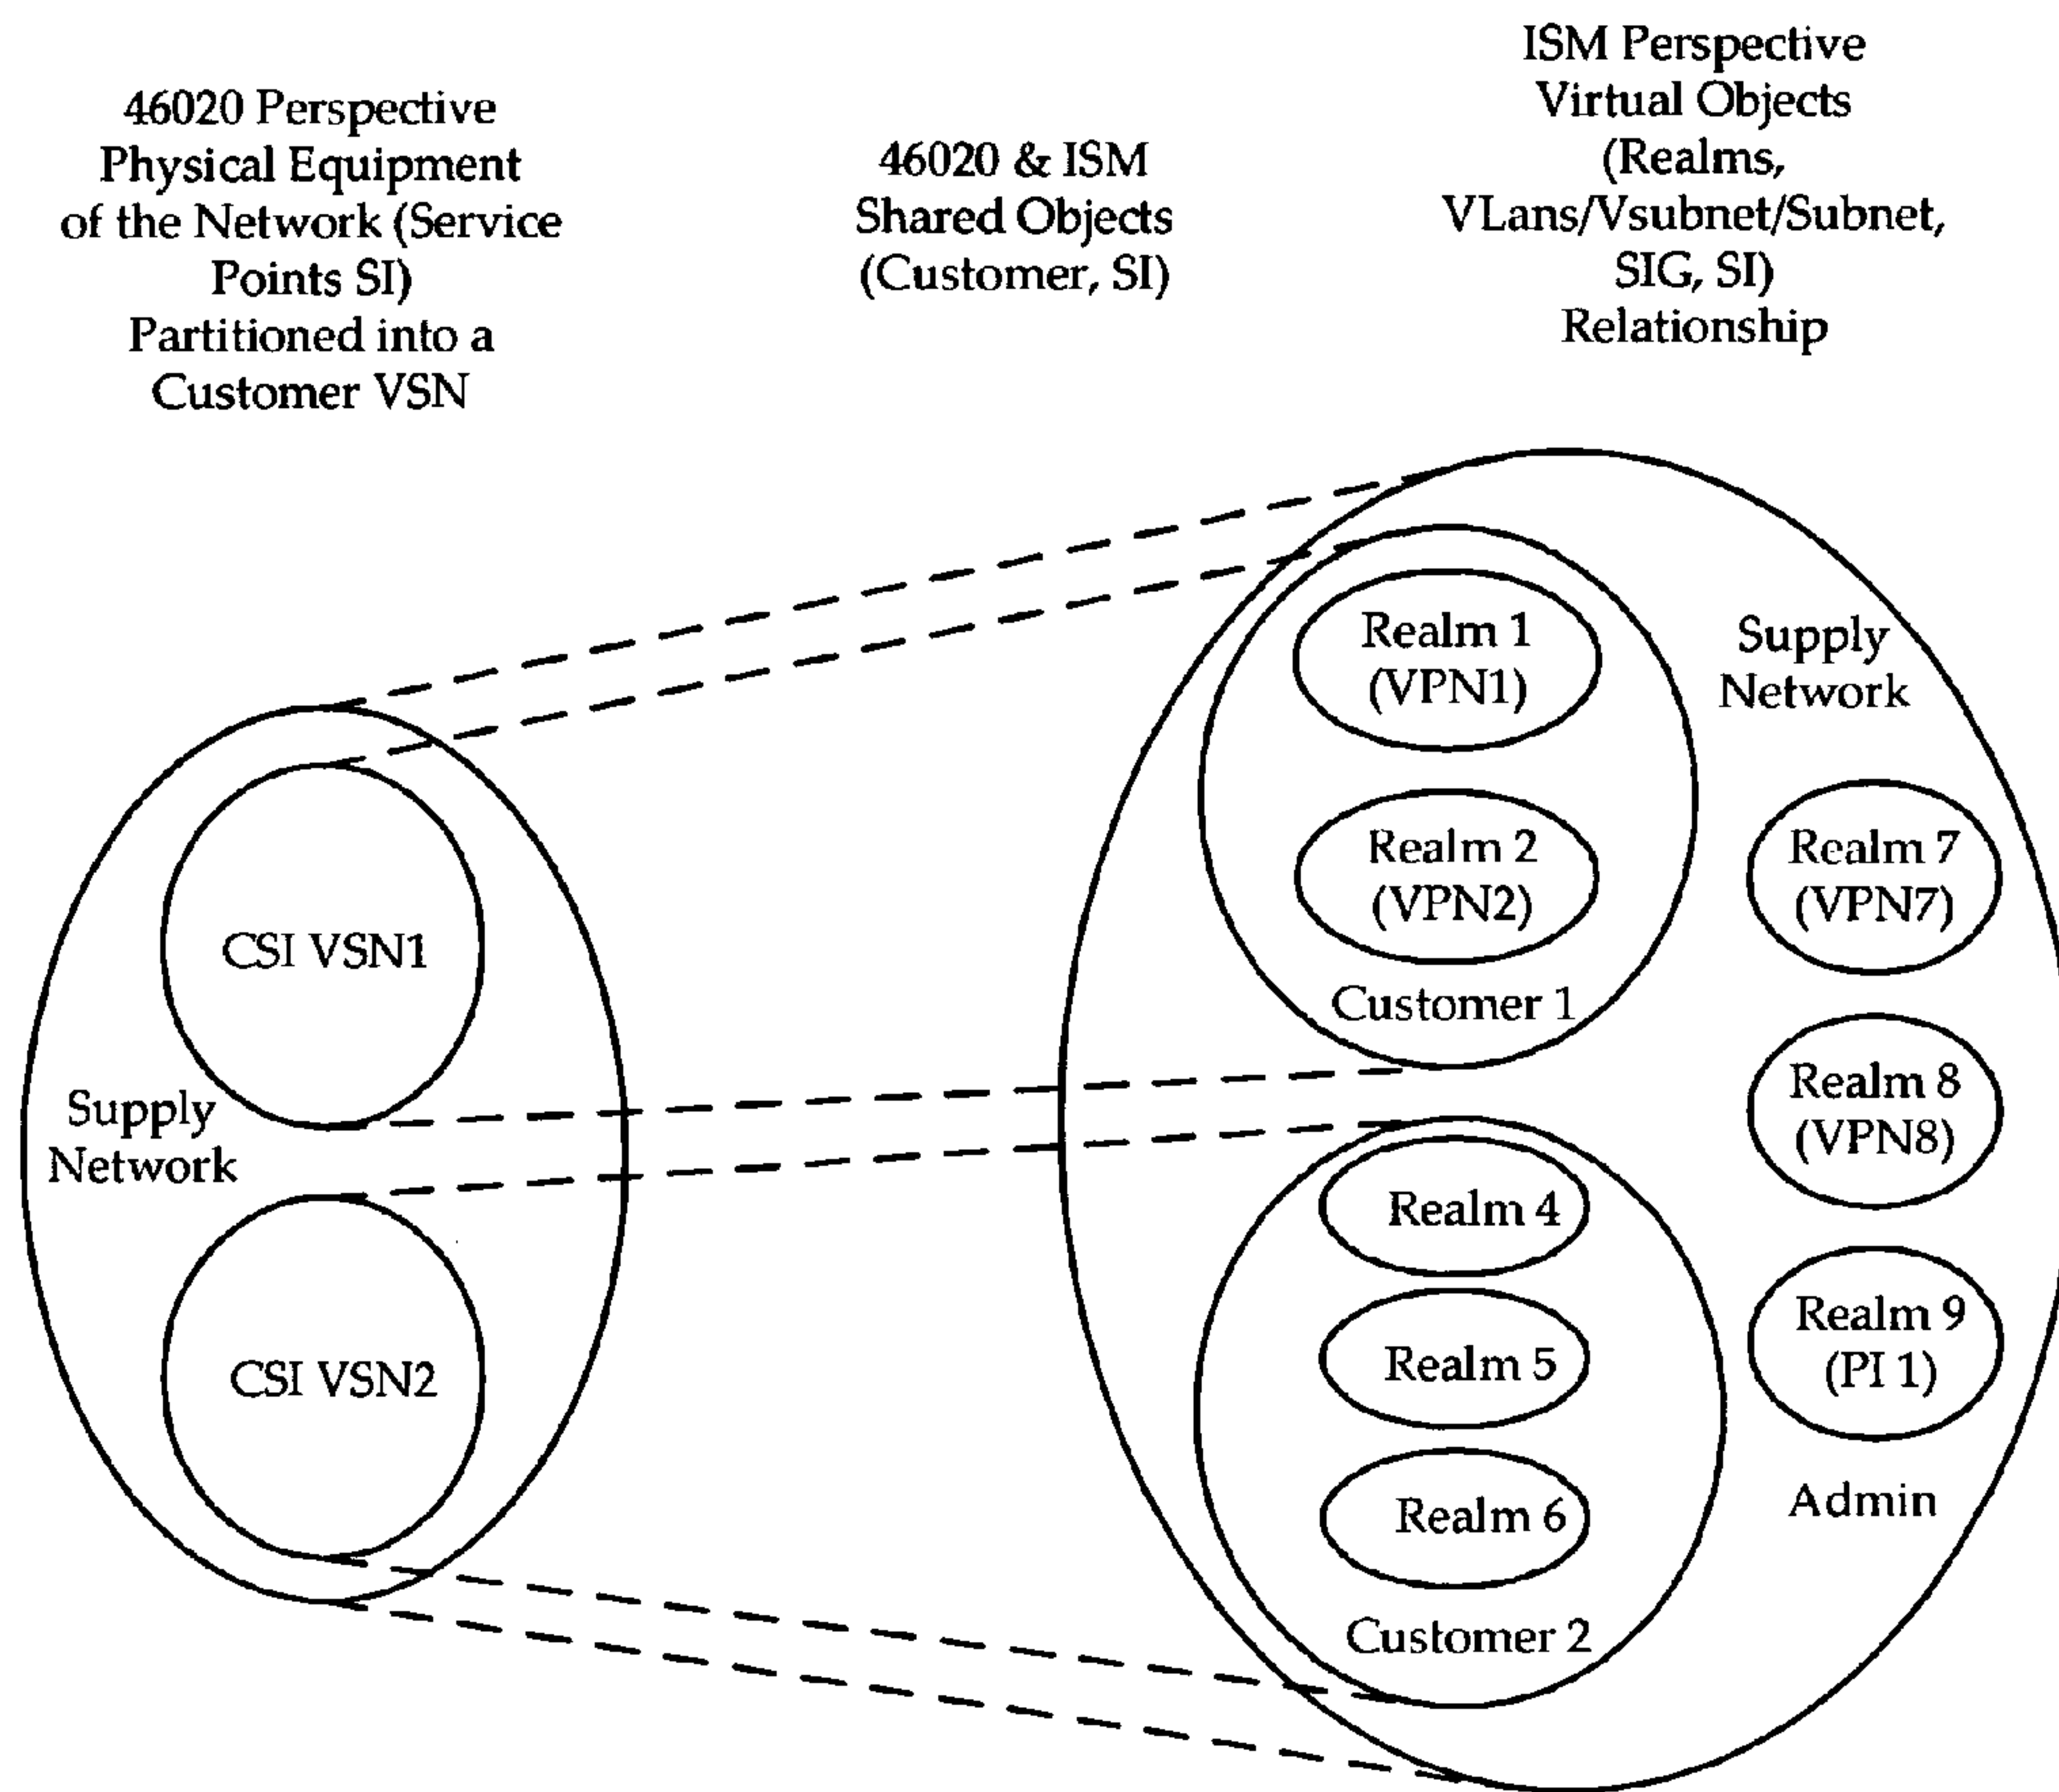 46020 Perspective
Physical Equipment
of the Network (Service
Points SI)
Partitioned into a
Customer VSN
46020 & ISM
Shared Objects
(Customer, SI)
ISM Perspective
Virtual Objects
(Realms,
VLans/Vsubnet/Subnet,
SIG, SI)
Relationship
CSI VSN1
Supply
Network
CSI VSN2
Realm 1
(VPN1)
Realm 2
(VPN2)
Customer 1
Realm 4
Realm 5
Realm 6
Customer 2
Supply
Network
Realm 7
(VPN7)
Realm 8
(VPN8)
Realm 9
(PI 1)
Admin